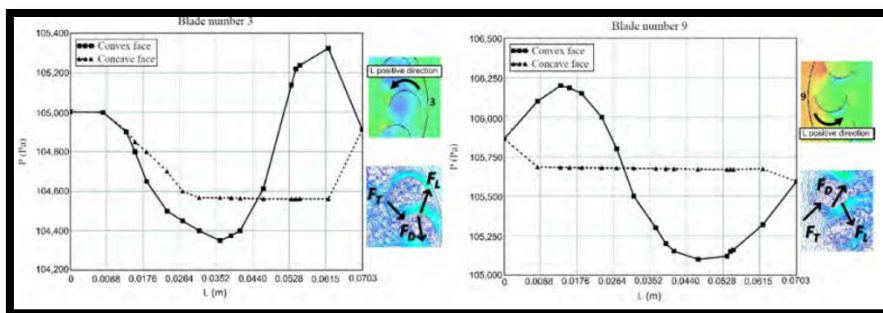 Blade number 3
105,400
105,200
105,000
104,800
104,600
104,400
104,200
P (Pa)
Convex face
Concave face
0 0.0088 0.0176 0.0264 0.0352 0.0440 0.0528 0.0615 0.0703
L (m)
L positive direction
3
F_T F_L
F_D
Blade number 9
106,500
106,250
106,000
105,750
105,500
105,250
105,000
P (Pa)
Convex face
Concave face
0 0.0088 0.0176 0.0264 0.0352 0.0440 0.0528 0.0615 0.0703
L (m)
9
L positive direction
F_D
F_T F_L